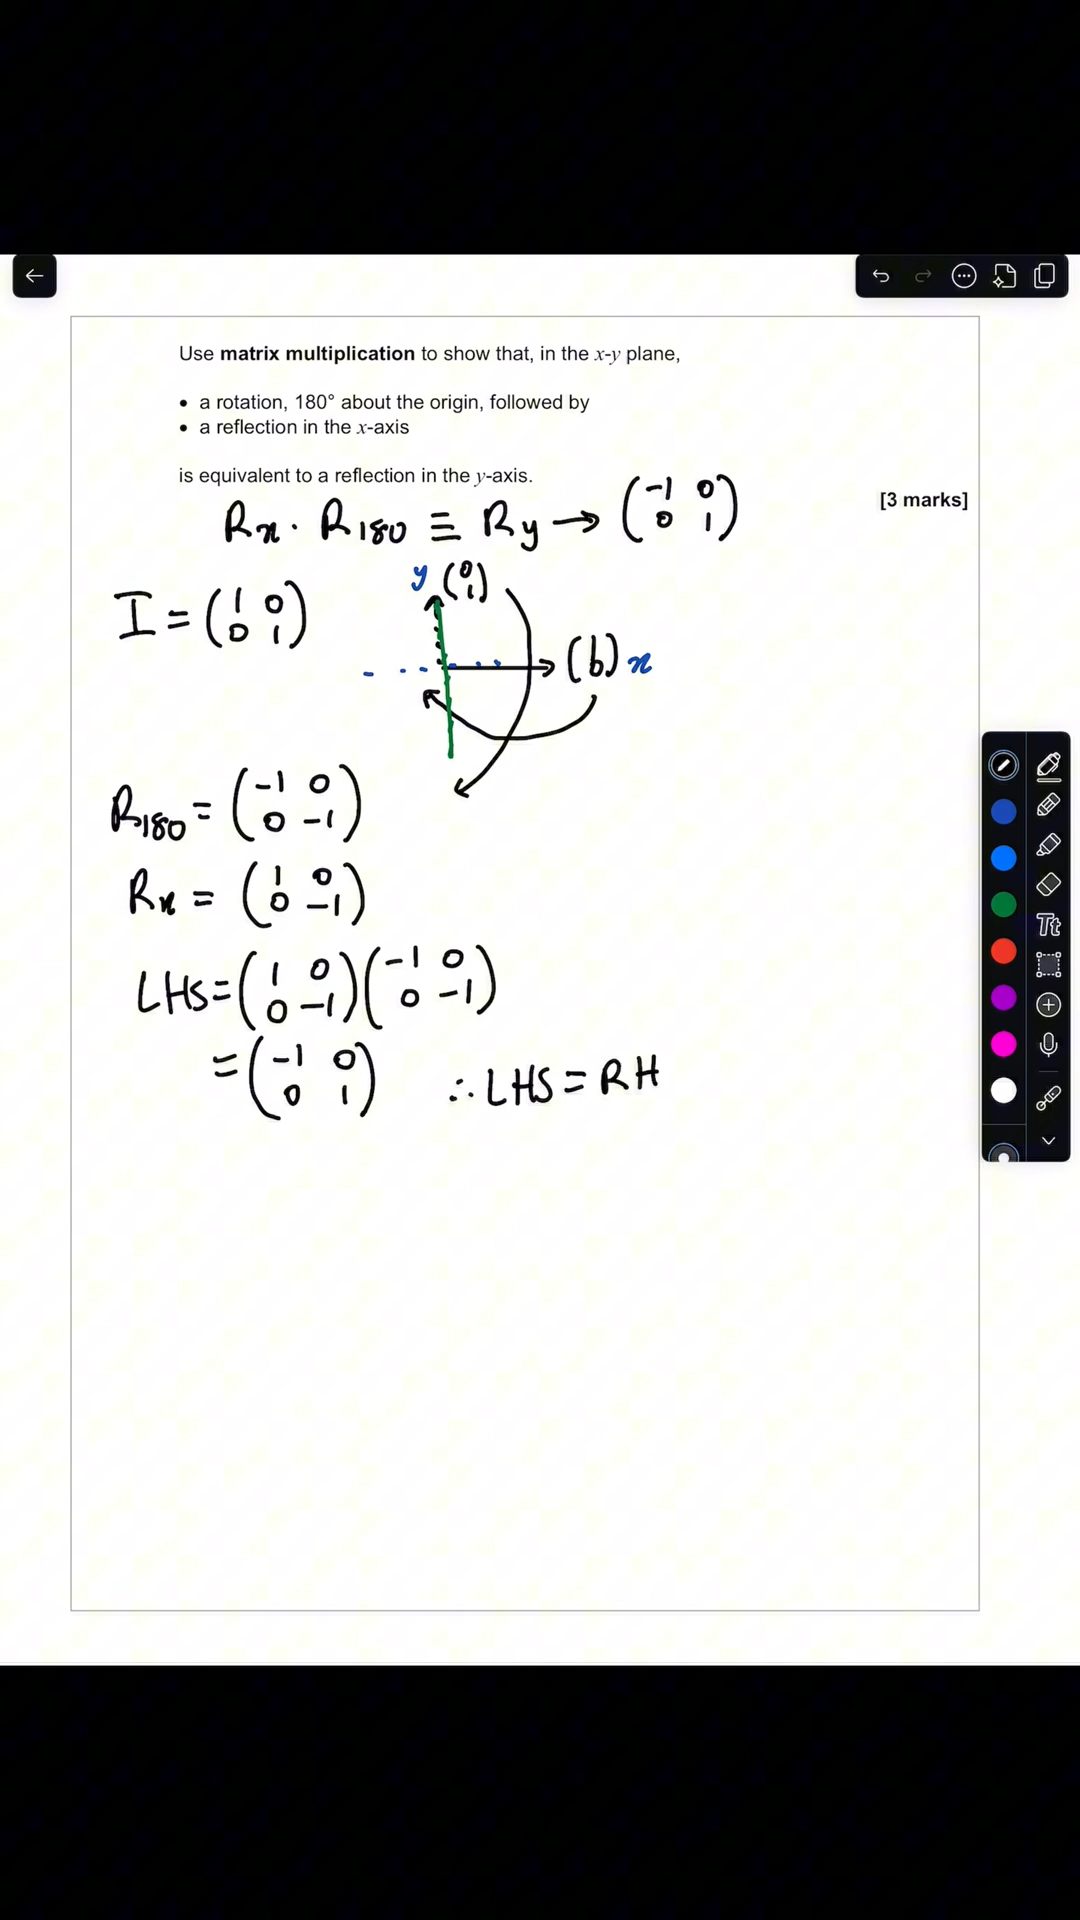 Use matrix multiplication to show that, in the x-y plane,
• a rotation, 180° about the origin, followed by
• a reflection in the x-axis
is equivalent to a reflection in the y-axis.
[3 marks]
Rx · R180 ≡ Ry → (-1 0
0 1)
I = (1 0
0 1)
y (0
1)
(1
0) x
R180 = (-1 0
0 -1)
Rx = (1 0
0 -1)
LHS = (1 0
0 -1)(-1 0
0 -1)
= (-1 0
0 1)
∴ LHS = RH
Tt